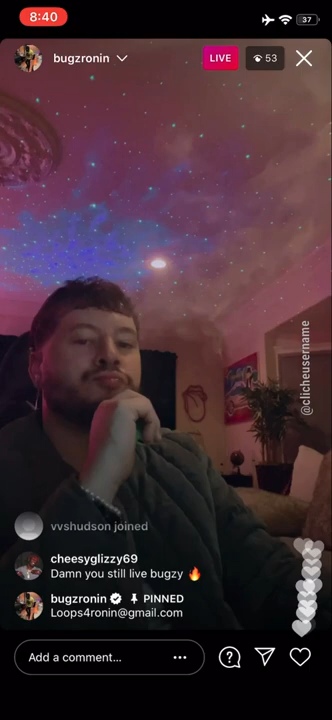 8:40
37
bugzronin
LIVE
53
@clicheusername
vvshudson joined
cheesyglizzy69
Damn you still live bugzy 🔥
bugzronin PINNED
Loops4ronin@gmail.com
Add a comment...